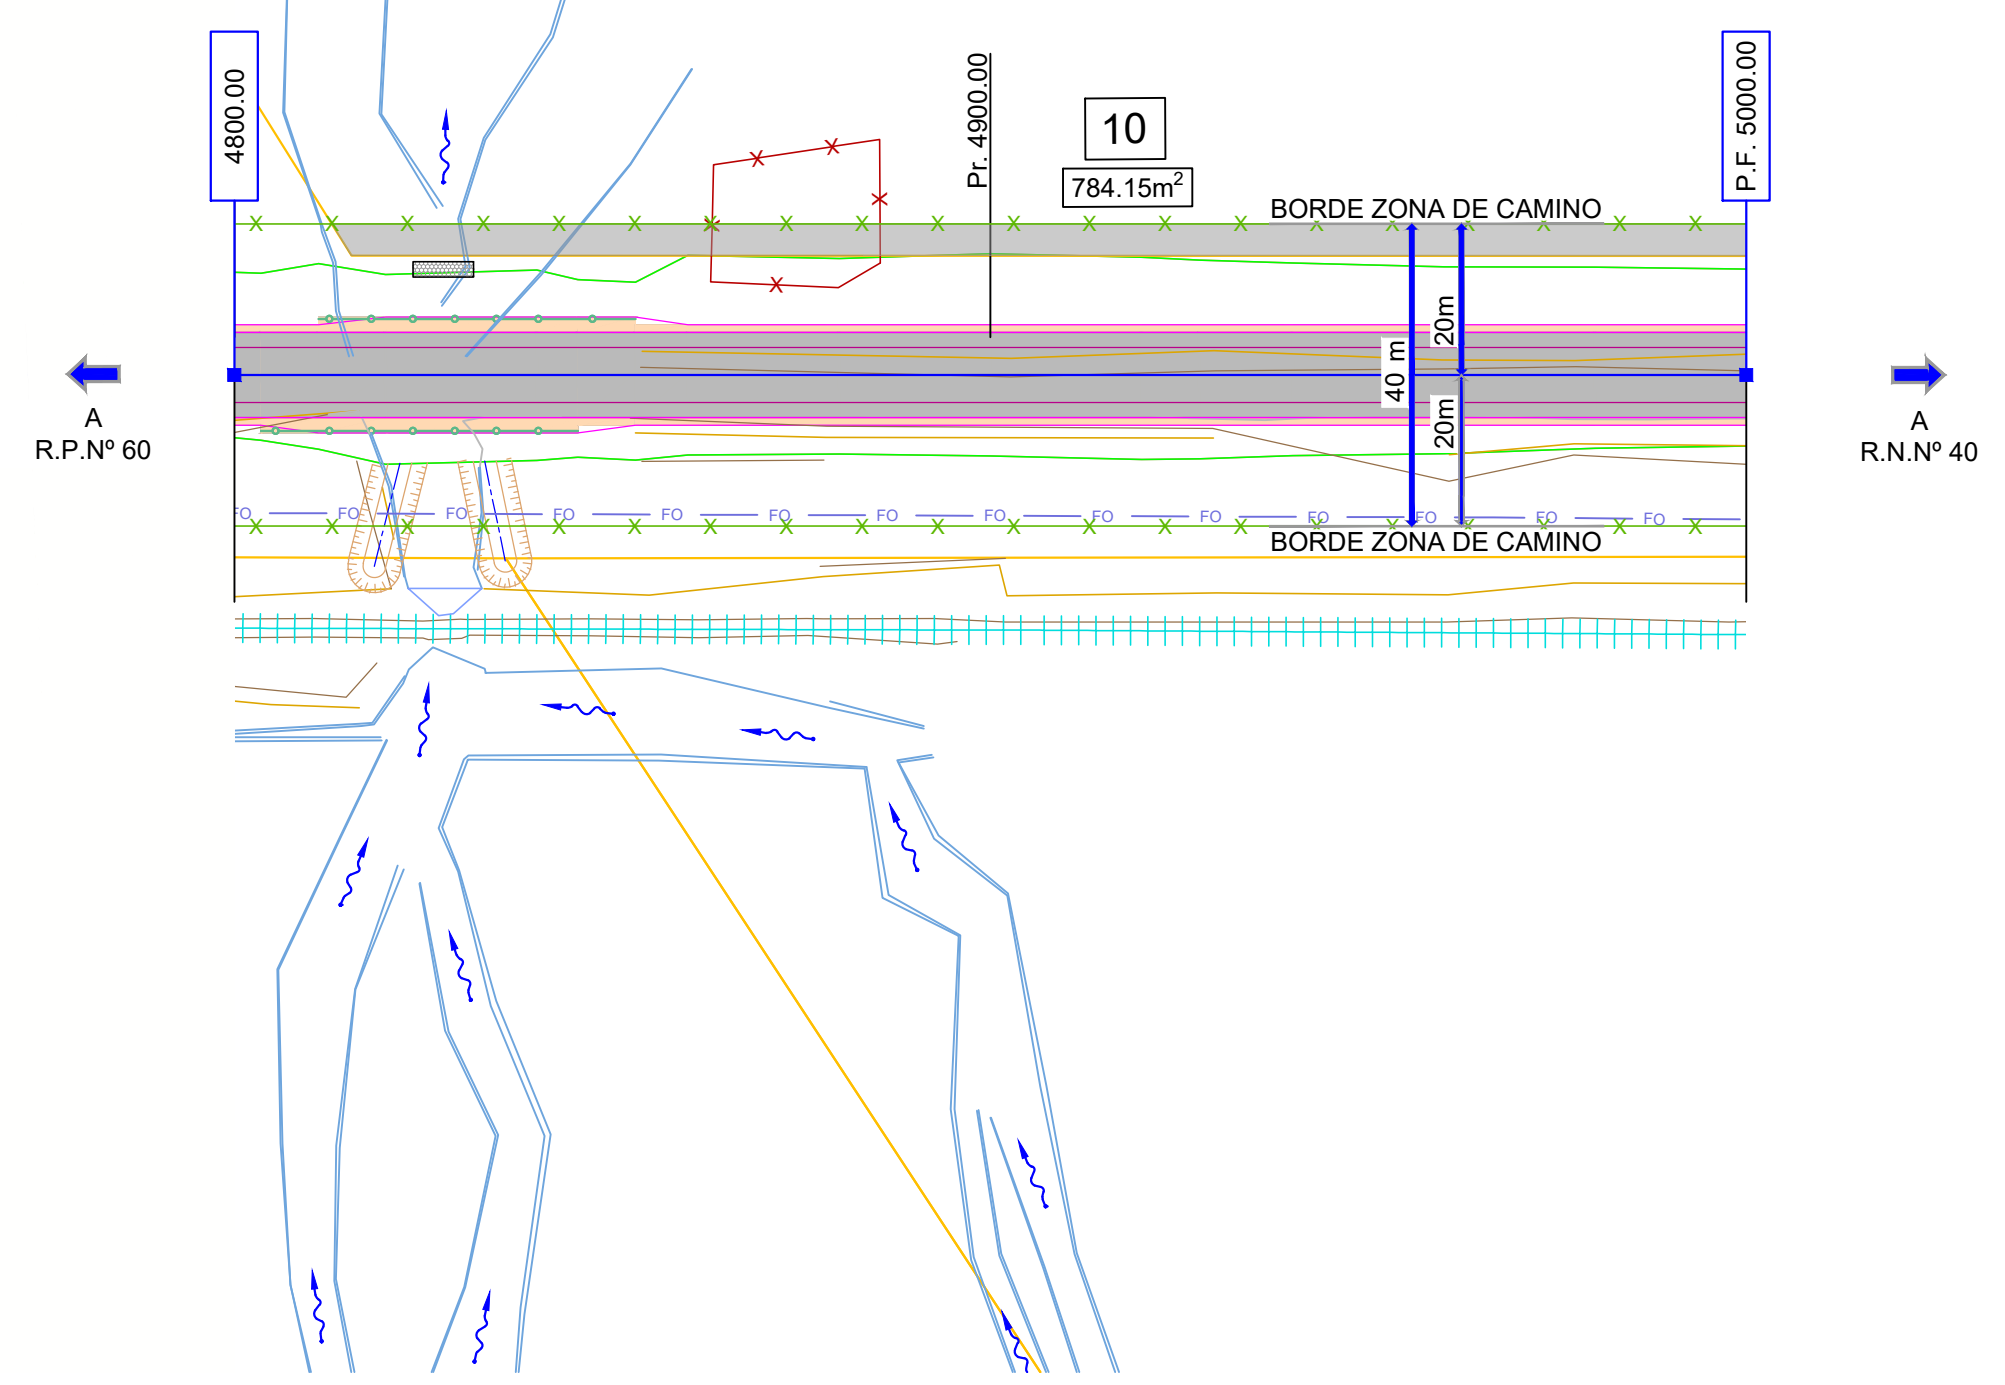 4800.00
Pr. 4900.00
10
784.15m²
P.F. 5000.00
BORDE ZONA DE CAMINO
20m
40 m
20m
A
R.P.Nº 60
A
R.N.Nº 40
FO FO FO FO FO FO FO FO FO FO FO FO FO FO
BORDE ZONA DE CAMINO